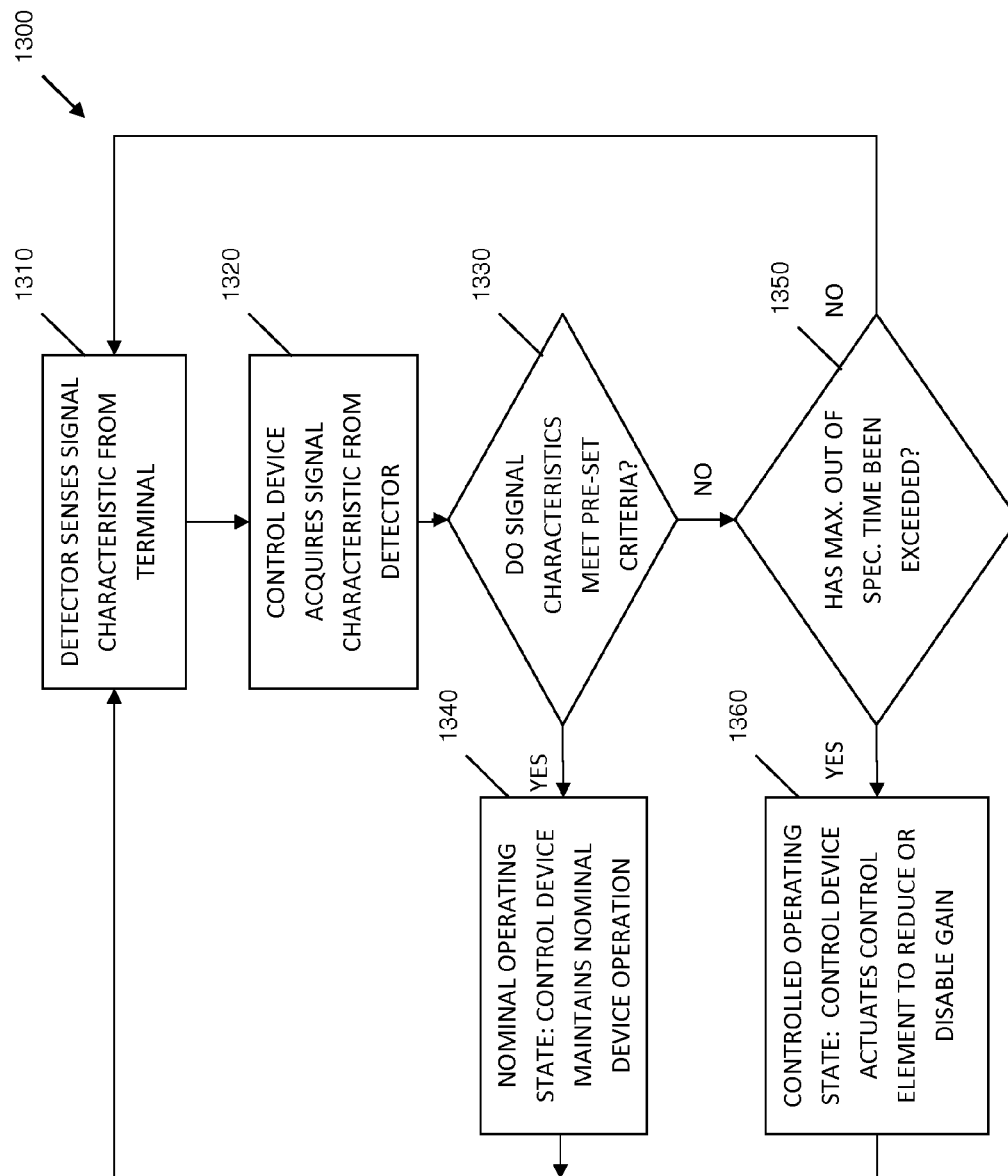 1300
1310
DETECTOR SENSES SIGNAL
CHARACTERISTIC FROM
TERMINAL
1320
CONTROL DEVICE
ACQUIRES SIGNAL
CHARACTERISTIC FROM
DETECTOR
1330
DO SIGNAL
CHARACTERISTICS
MEET PRE-SET
CRITERIA?
1340
YES
NOMINAL OPERATING
STATE: CONTROL DEVICE
MAINTAINS NOMINAL
DEVICE OPERATION
NO
1350
HAS MAX. OUT OF
SPEC. TIME BEEN
EXCEEDED?
NO
1360
YES
CONTROLLED OPERATING
STATE: CONTROL DEVICE
ACTUATES CONTROL
ELEMENT TO REDUCE OR
DISABLE GAIN